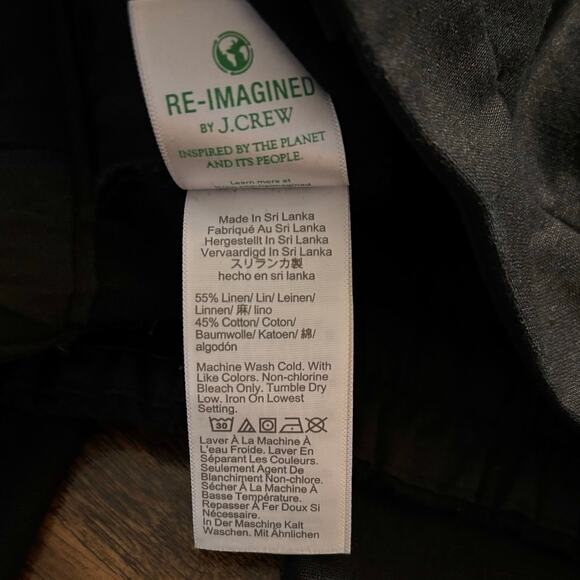 RE-IMAGINED
BY J.CREW
INSPIRED BY THE PLANET
AND ITS PEOPLE.
Learn more at
Made In Sri Lanka
Fabriqué Au Sri Lanka
Hergestellt In Sri Lanka
Vervaardigd In Sri Lanka
スリランカ製
hecho en sri lanka
55% Linen/ Lin/ Leinen/
Linnen/ 麻/ lino
45% Cotton/ Coton/
Baumwolle/ Katoen/ 綿/
algodón
Machine Wash Cold. With
Like Colors. Non-chlorine
Bleach Only. Tumble Dry
Low. Iron On Lowest
Setting.
30
Laver À La Machine À
L'eau Froide. Laver En
Séparant Les Couleurs.
Seulement Agent De
Blanchiment Non-chlore.
Sécher À La Machine À
Basse Température.
Repasser À Fer Doux Si
Nécessaire.
In Der Maschine Kalt
Waschen. Mit Ähnlichen